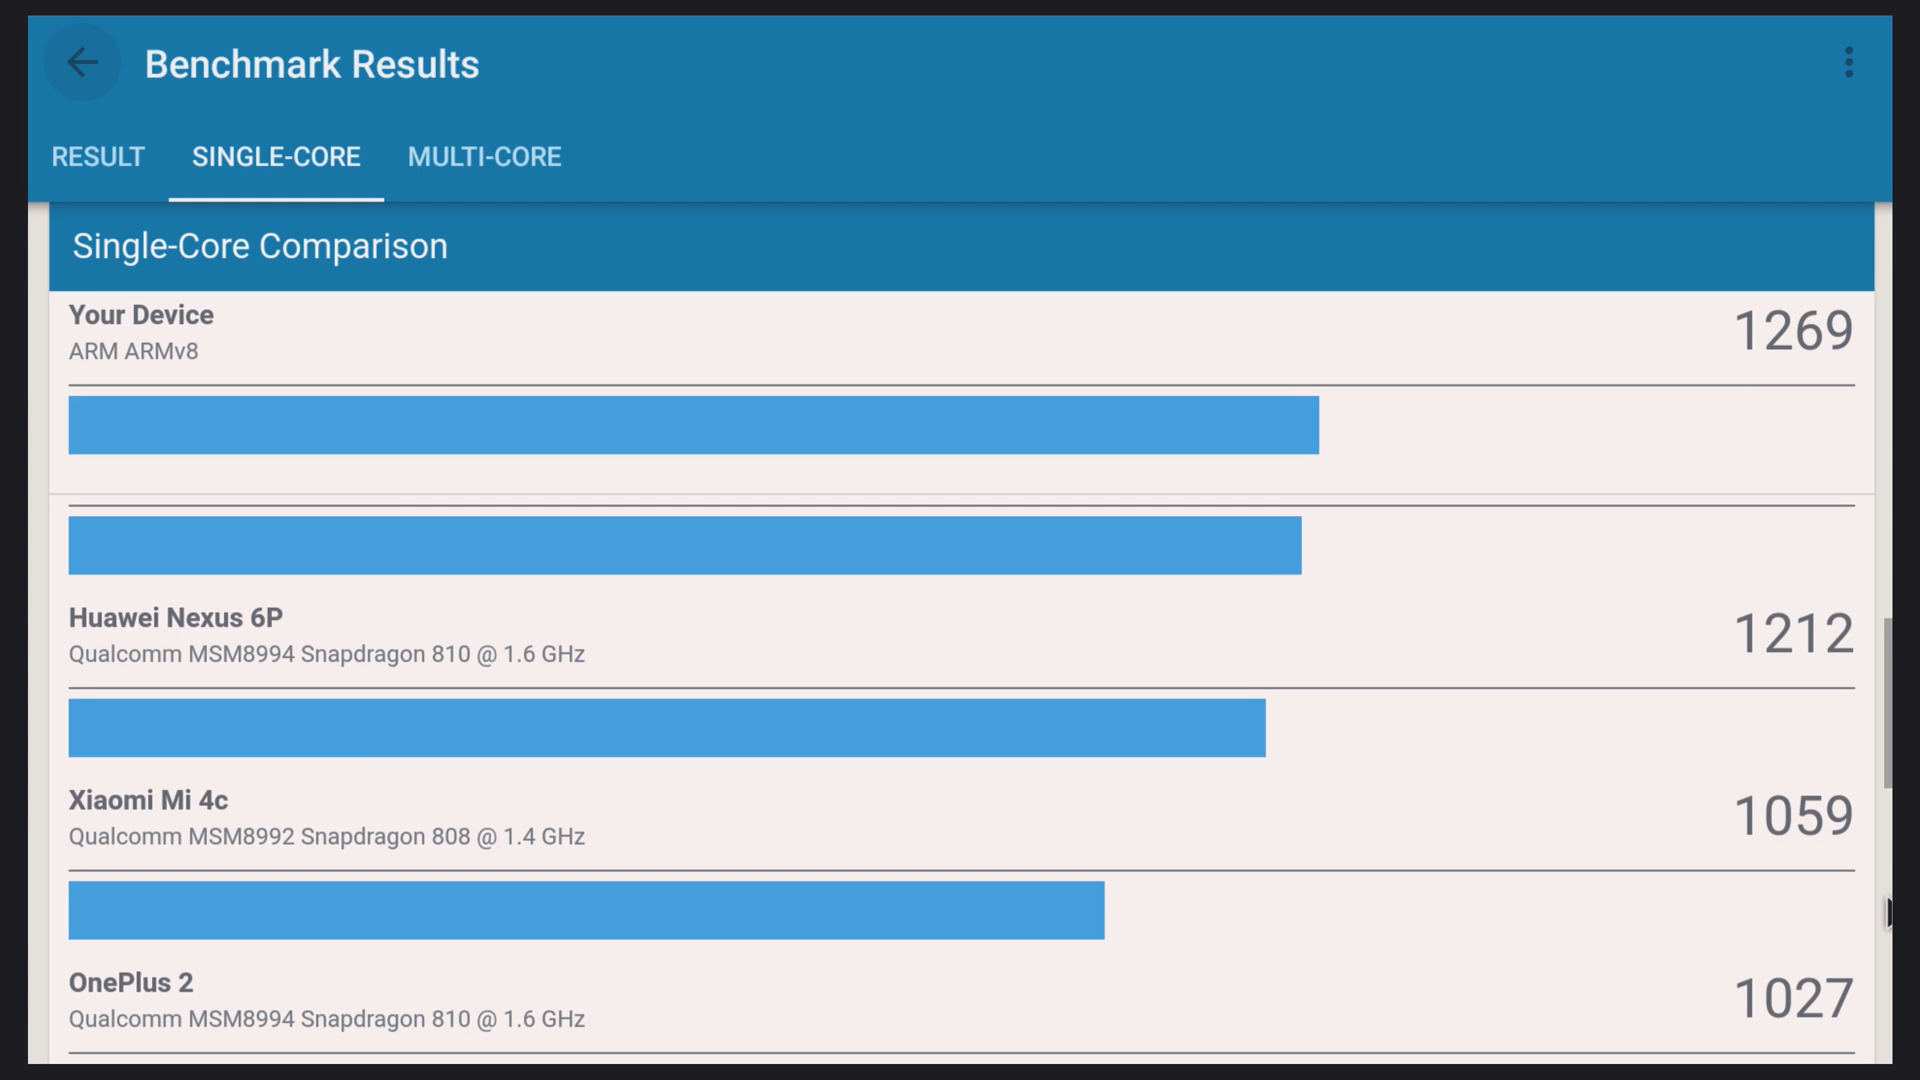 Benchmark Results
RESULT SINGLE-CORE MULTI-CORE
Single-Core Comparison
Your Device
ARM ARMv8
1269
Huawei Nexus 6P
Qualcomm MSM8994 Snapdragon 810 @ 1.6 GHz
1212
Xiaomi Mi 4c
Qualcomm MSM8992 Snapdragon 808 @ 1.4 GHz
1059
OnePlus 2
Qualcomm MSM8994 Snapdragon 810 @ 1.6 GHz
1027